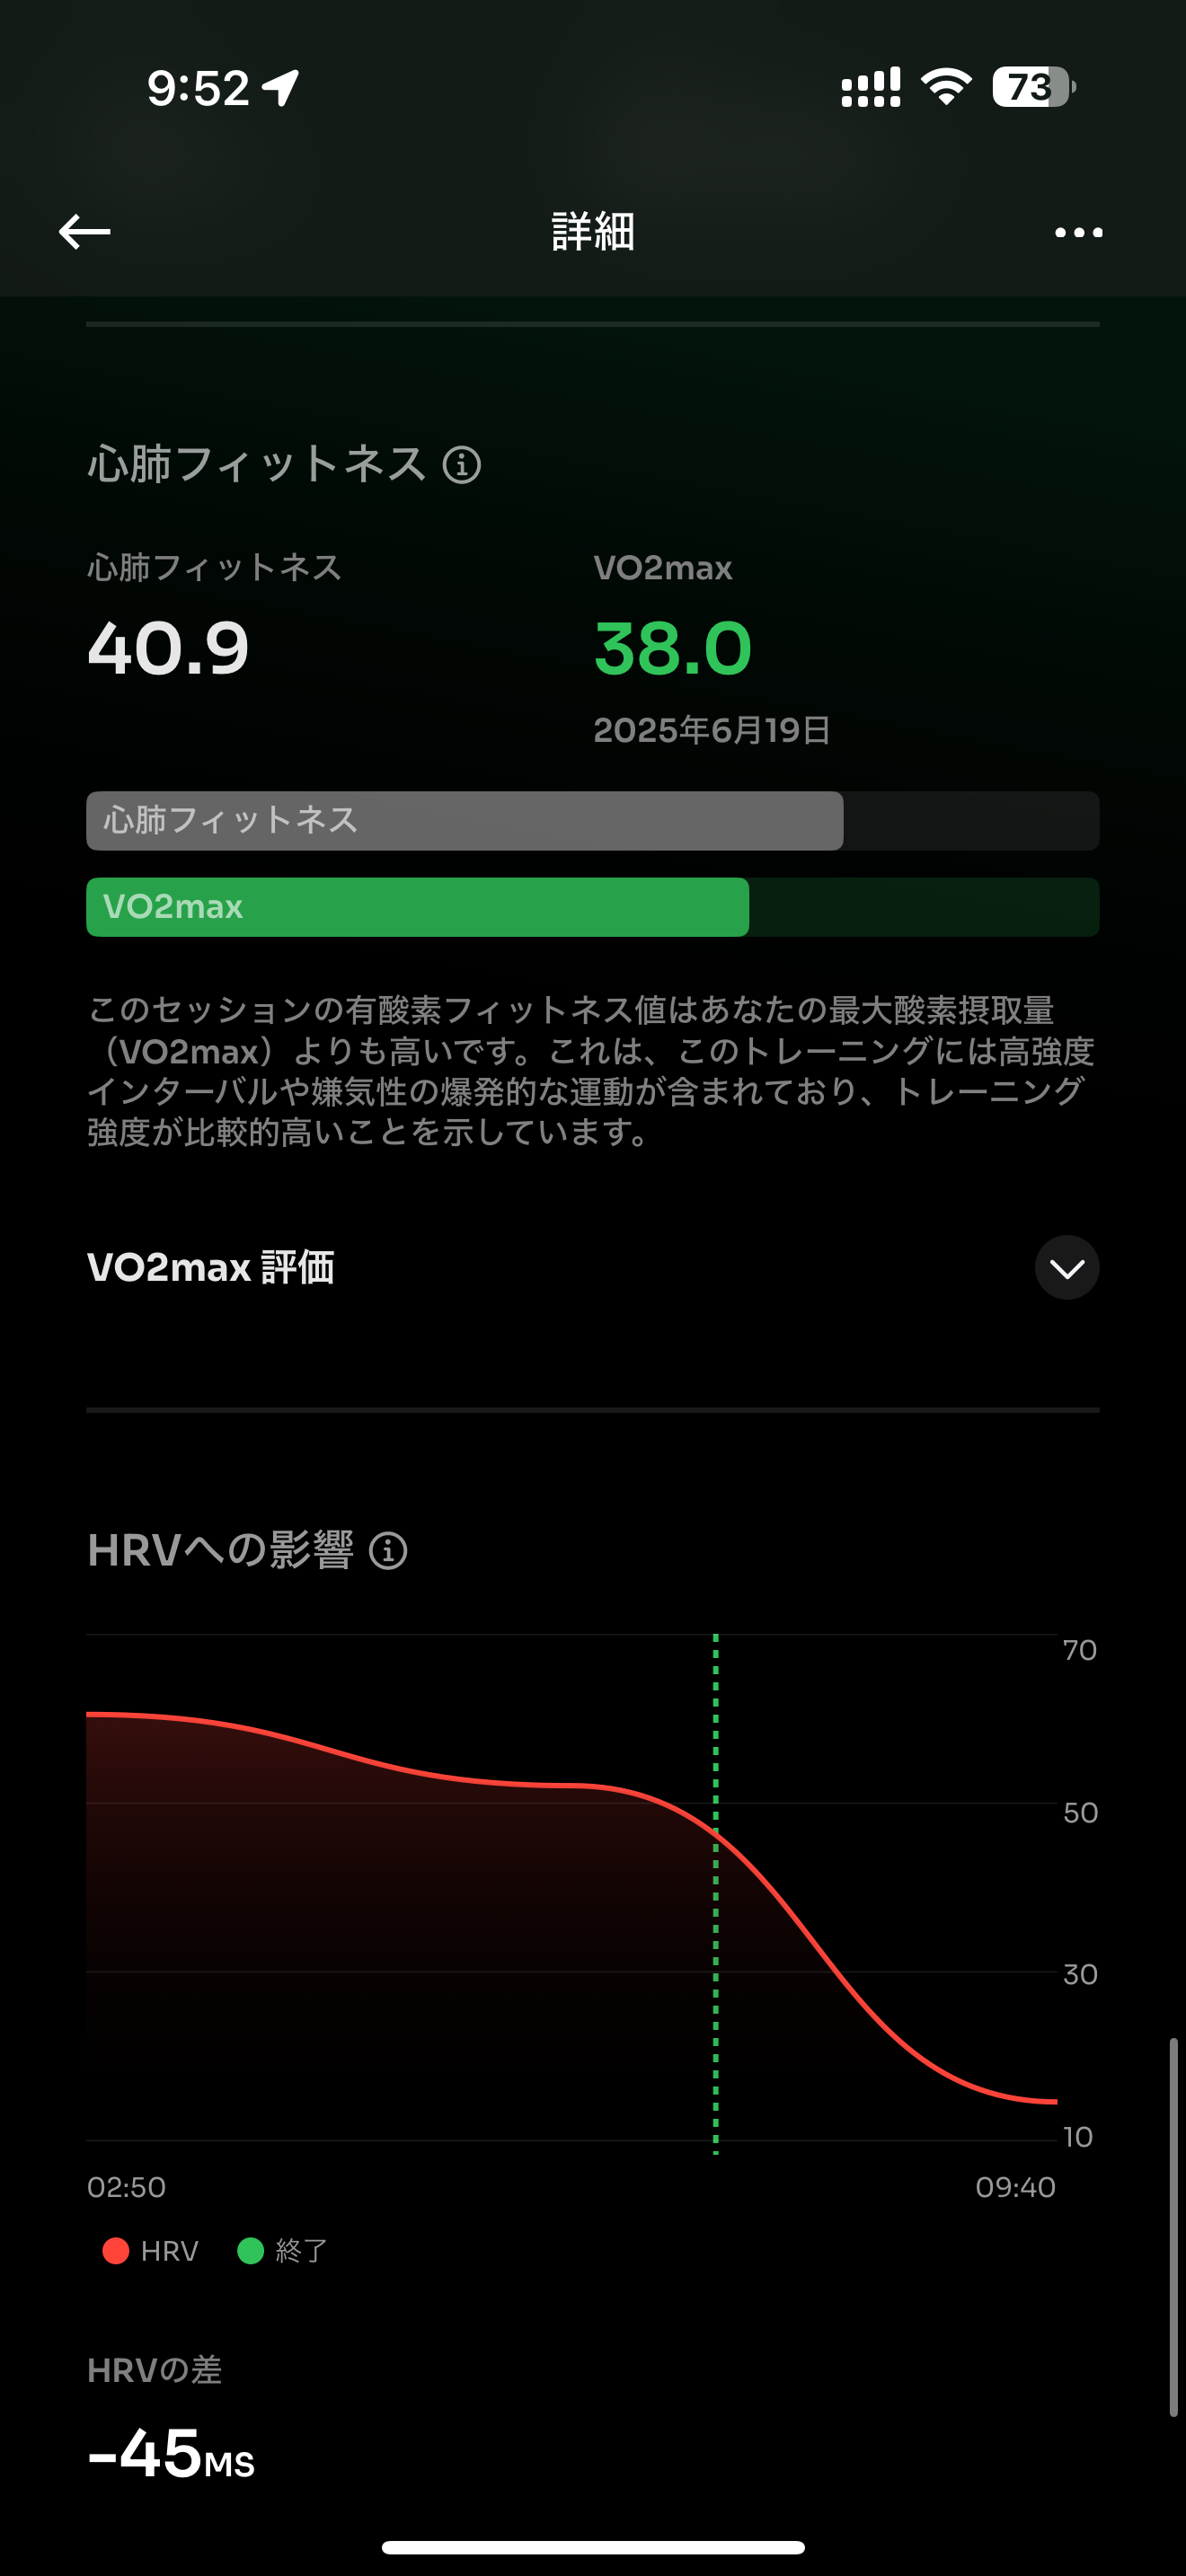 9:52
73
詳細
心肺フィットネス
心肺フィットネス
VO2max
40.9
38.0
2025年6月19日
心肺フィットネス
VO2max
このセッションの有酸素フィットネス値はあなたの最大酸素摂取量
（VO2max）よりも高いです。これは、このトレーニングには高強度
インターバルや嫌気性の爆発的な運動が含まれており、トレーニング
強度が比較的高いことを示しています。
VO2max 評価
HRVへの影響
70
50
30
10
02:50
09:40
HRV
終了
HRVの差
-45MS